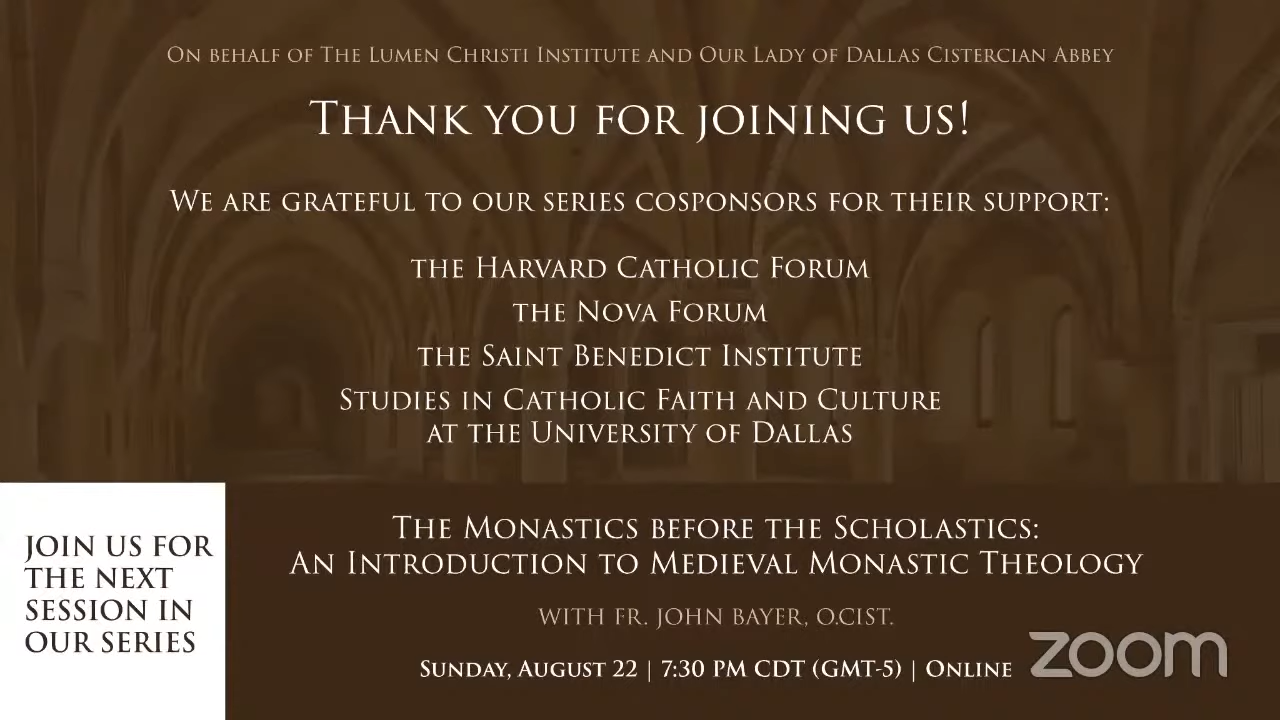 On behalf of The Lumen Christi Institute and Our Lady of Dallas Cistercian Abbey
Thank you for joining us!
We are grateful to our series cosponsors for their support:
the Harvard Catholic Forum
the Nova Forum
the Saint Benedict Institute
Studies in Catholic Faith and Culture
at the University of Dallas
join us for
the next
session in
our series
The Monastics before the Scholastics:
An Introduction to Medieval Monastic Theology
with Fr. John Bayer, O.Cist.
Sunday, August 22 | 7:30 PM CDT (GMT-5) | Online
zoom